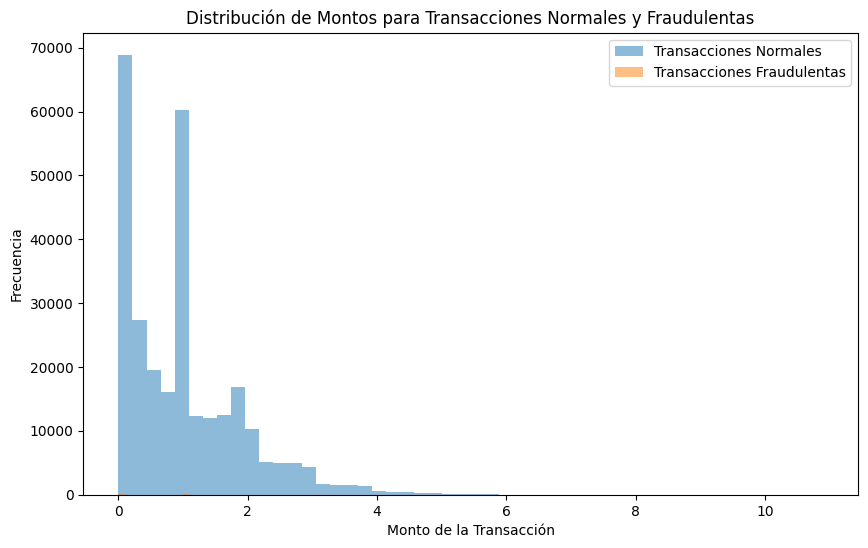 Distribución de Montos para Transacciones Normales y Fraudulentas
Transacciones Normales
Transacciones Fraudulentas
70000
60000
50000
40000
30000
20000
10000
0
Frecuencia
0 2 4 6 8 10
Monto de la Transacción